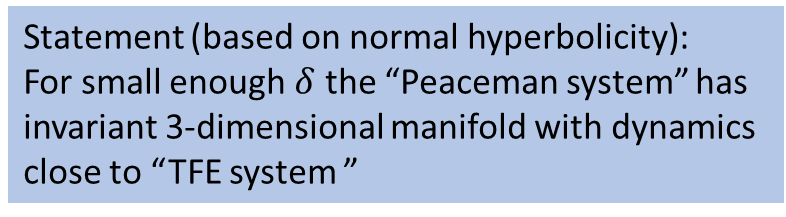 Statement (based on normal hyperbolicity):
For small enough 𝛿 the “Peaceman system” has
invariant 3-dimensional manifold with dynamics
close to “TFE system ”